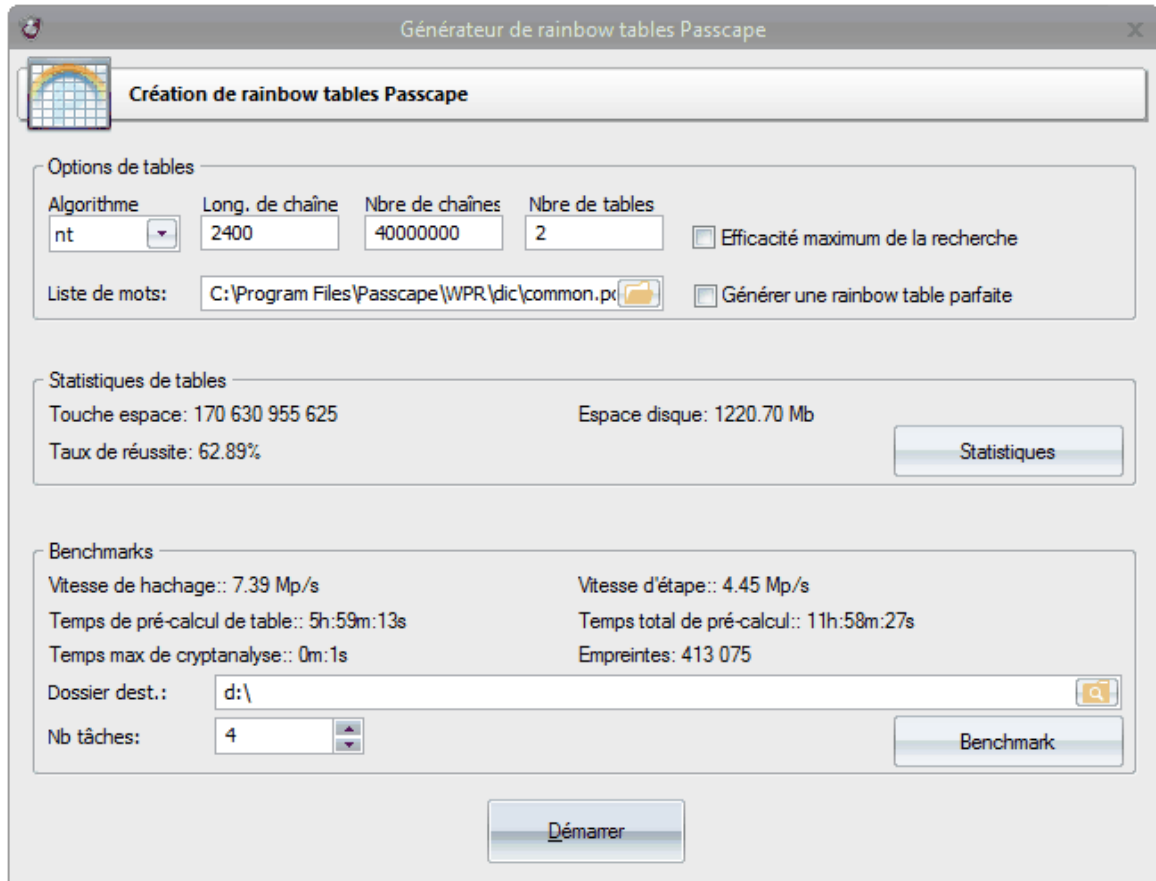 Générateur de rainbow tables Passcape
Création de rainbow tables Passcape
Options de tables
Algorithme Long. de chaîne Nbre de chaînes Nbre de tables
nt 2400 40000000 2 Efficacité maximum de la recherche
Liste de mots: C:\Program Files\Passcape\WPR\dic\common.pc Générer une rainbow table parfaite
Statistiques de tables
Touche espace: 170 630 955 625 Espace disque: 1220.70 Mb
Taux de réussite: 62.89% Statistiques
Benchmarks
Vitesse de hachage:: 7.39 Mp/s Vitesse d'étape:: 4.45 Mp/s
Temps de pré-calcul de table:: 5h:59m:13s Temps total de pré-calcul:: 11h:58m:27s
Temps max de cryptanalyse:: 0m:1s Empreintes: 413 075
Dossier dest.: d:\
Nb tâches: 4 Benchmark
Démarrer